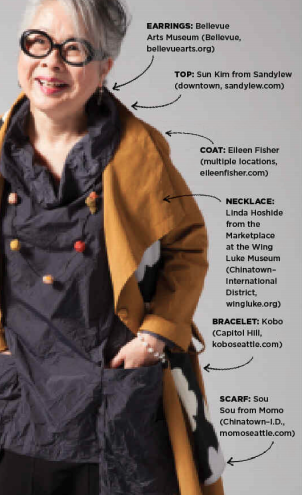 EARRINGS: Bellevue
Arts Museum (Bellevue,
bellevuearts.org)
TOP: Sun Kim from Sandylew
(downtown, sandylew.com)
COAT: Eileen Fisher
(multiple locations,
eileenfisher.com)
NECKLACE:
Linda Hoshide
from the
Marketplace
at the Wing
Luke Museum
(Chinatown–
International
District,
wingluke.org)
BRACELET: Kobo
(Capitol Hill,
koboseattle.com)
SCARF: Sou
Sou from Momo
(Chinatown–I.D.,
momoseattle.com)